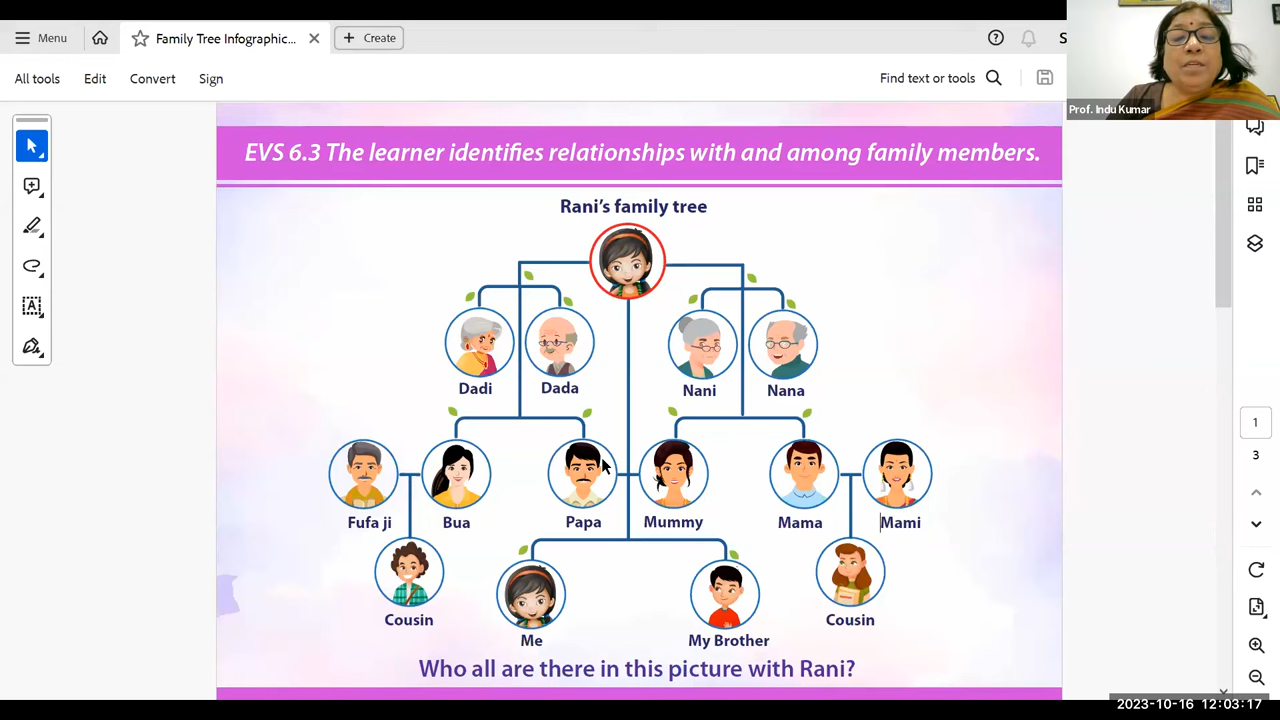 Menu
Family Tree Infographic...
Create
S
All tools
Edit
Convert
Sign
Find text or tools
Prof. Indu Kumar
EVS 6.3 The learner identifies relationships with and among family members.
Rani's family tree
Dadi
Dada
Nani
Nana
Fufa ji
Bua
Papa
Mummy
Mama
Mami
Cousin
Me
My Brother
Cousin
Who all are there in this picture with Rani?
1
3
2023-10-16 12:03:17